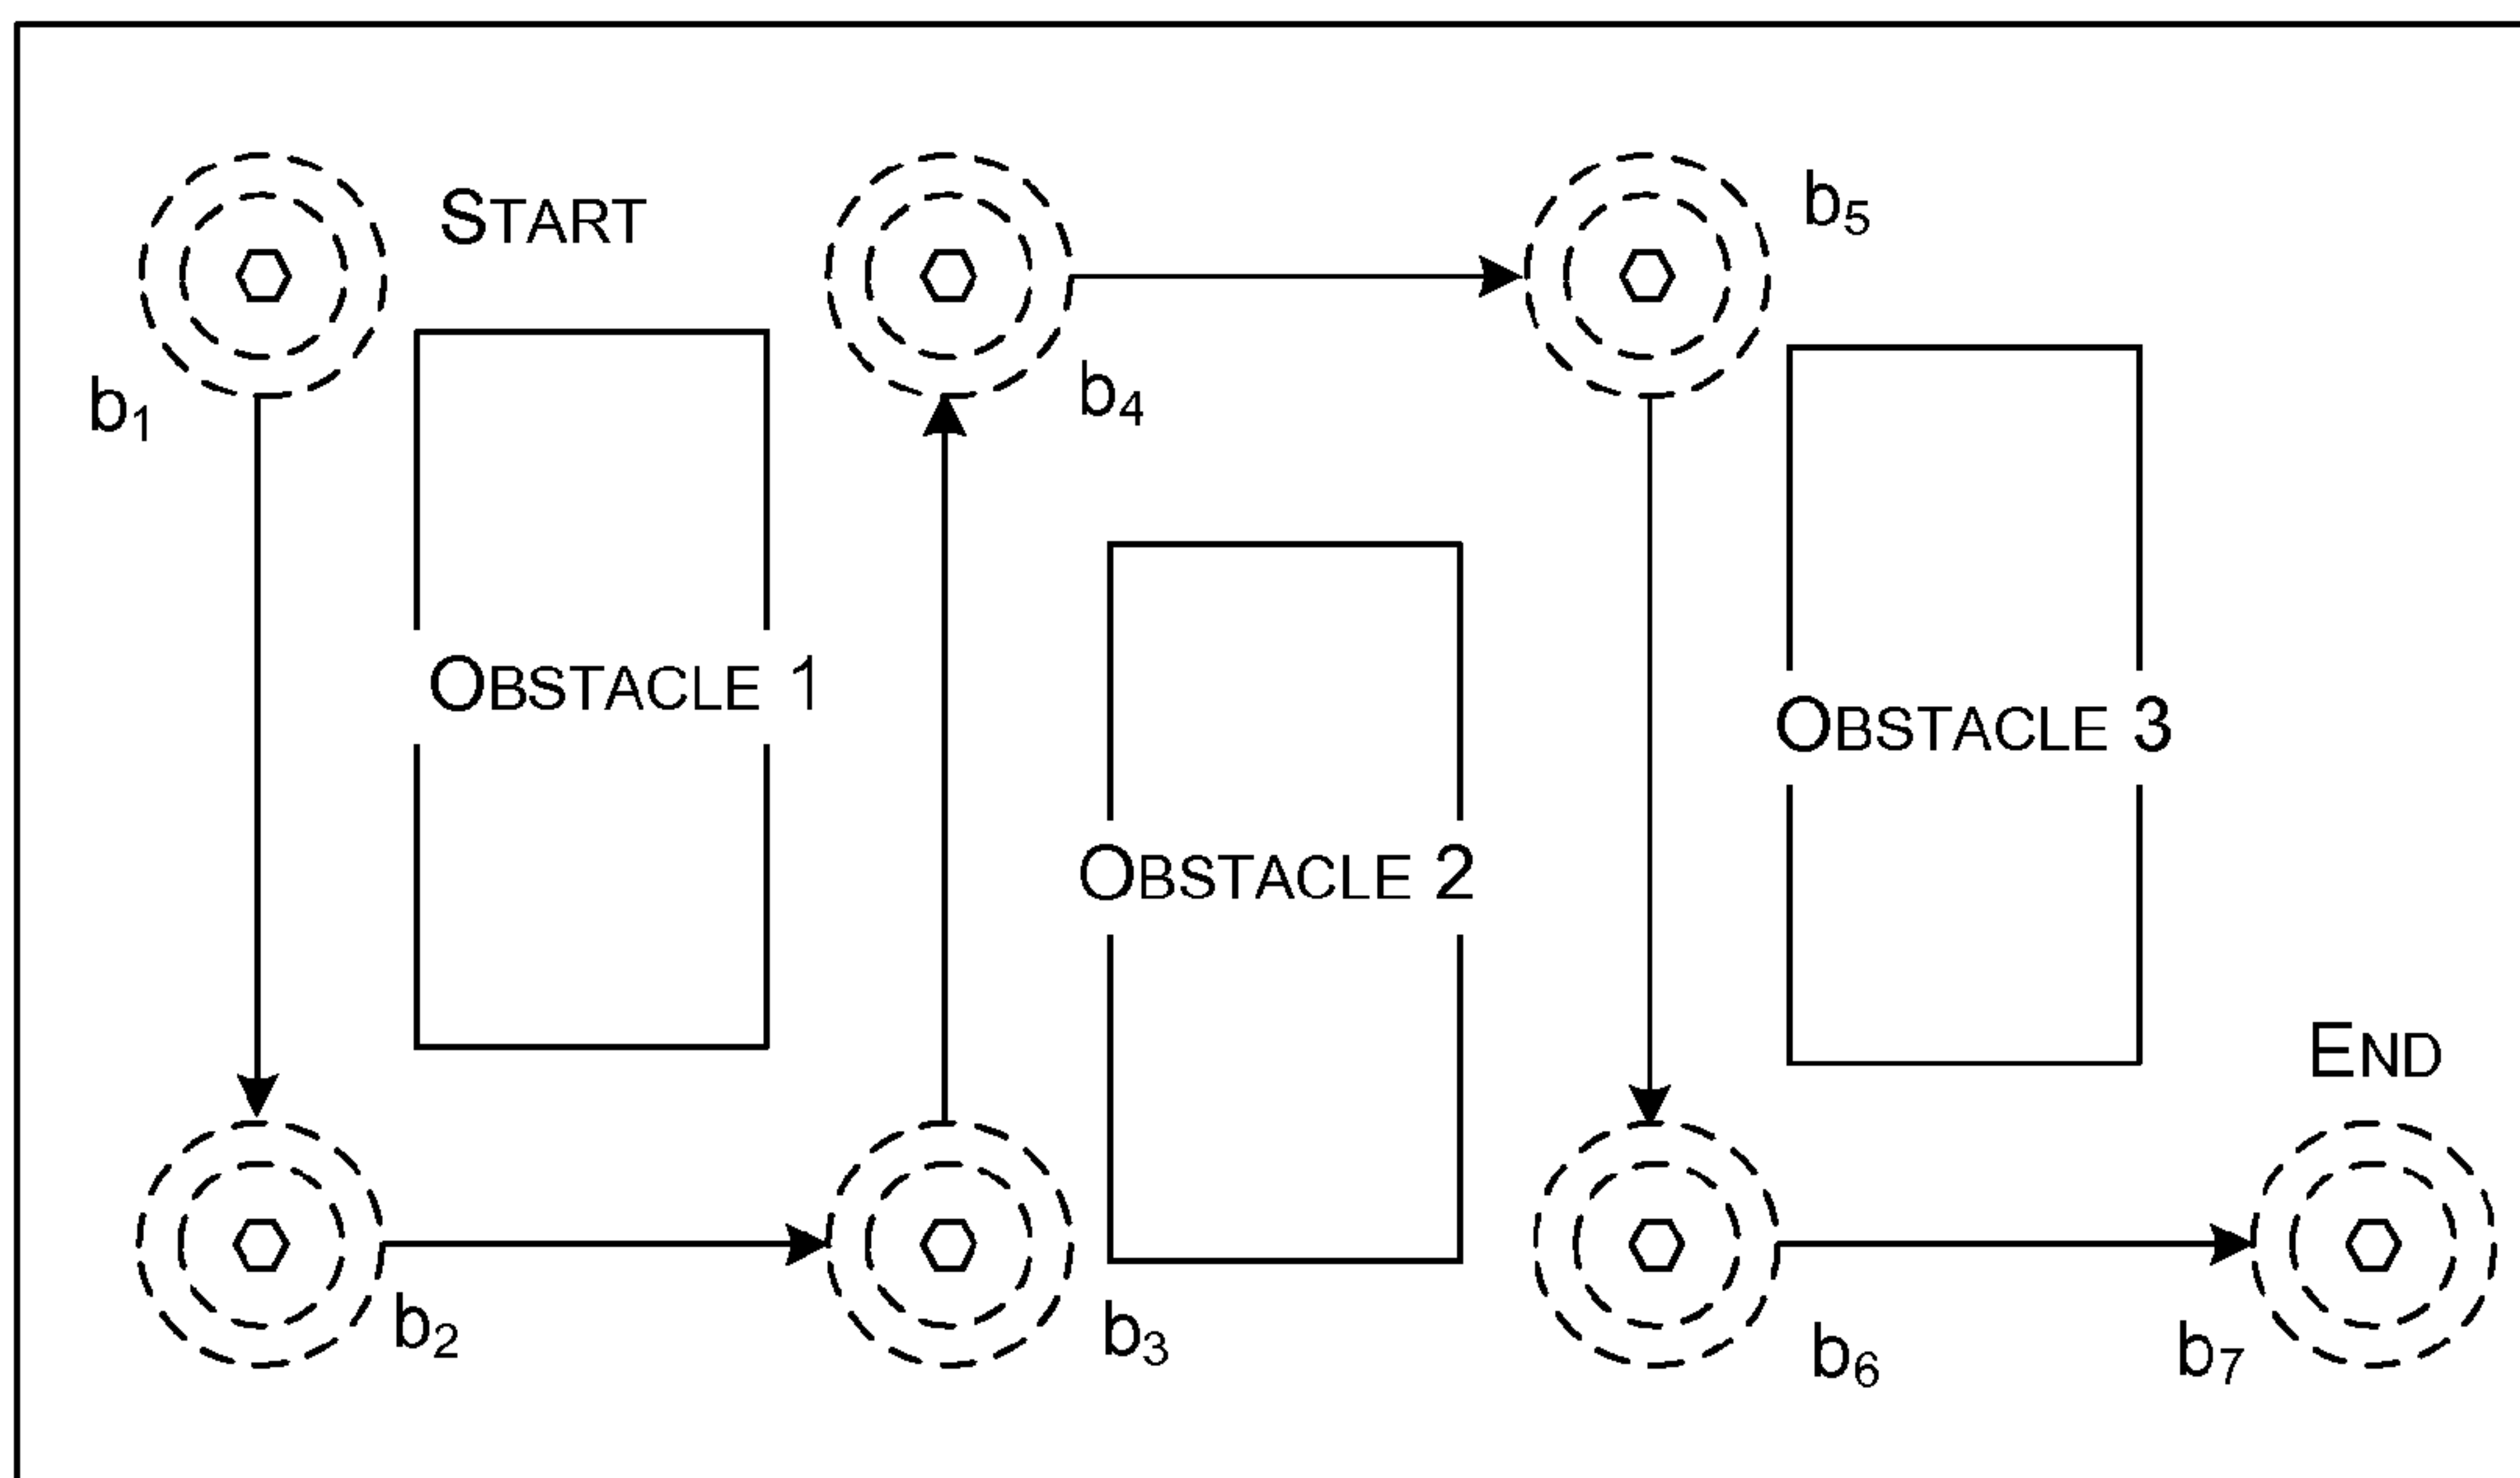 START
b5
b4
b1
OBSTACLE 1
OBSTACLE 3
OBSTACLE 2
END
b2
b3
b6
b7